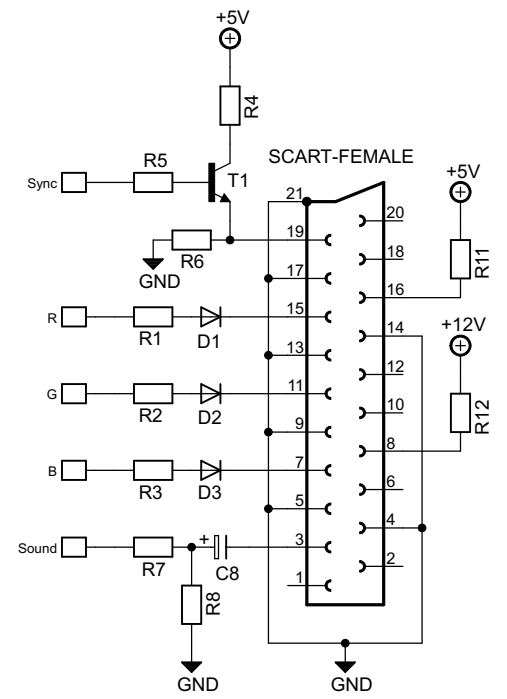 +5V
R4
SCART-FEMALE
R5
Sync
T1
21
20
+5V
19
R6
GND
18
17
R11
16
R
R1
D1
15
14
+12V
13
12
G
R2
D2
11
10
R12
9
8
B
R3
D3
7
6
5
4
Sound
R7
+
C8
3
2
R8
1
GND
GND